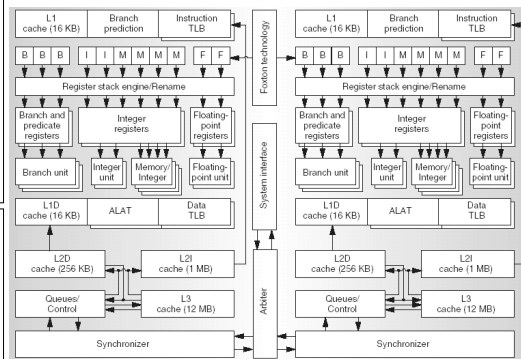 L1
cache (16 KB)
Branch
prediction
Instruction
TLB
B B B I I M M M M F F
Register stack engine/Rename
Branch and
predicate
registers
Integer
registers
Floating-
point
registers
Branch unit
Integer
unit
Memory/
Integer
Floating-
point unit
L1D
cache (16 KB)
ALAT
Data
TLB
L2D
cache (256 KB)
L2I
cache (1 MB)
Queues/
Control
L3
cache (12 MB)
Synchronizer
Foxton technology
System interface
Arbiter
L1
cache (16 KB)
Branch
prediction
Instruction
TLB
B B B I I M M M M F F
Register stack engine/Rename
Branch and
predicate
registers
Integer
registers
Floating-
point
registers
Branch unit
Integer
unit
Memory/
Integer
Floating-
point unit
L1D
cache (16 KB)
ALAT
Data
TLB
L2D
cache (256 KB)
L2I
cache (1 MB)
Queues/
Control
L3
cache (12 MB)
Synchronizer